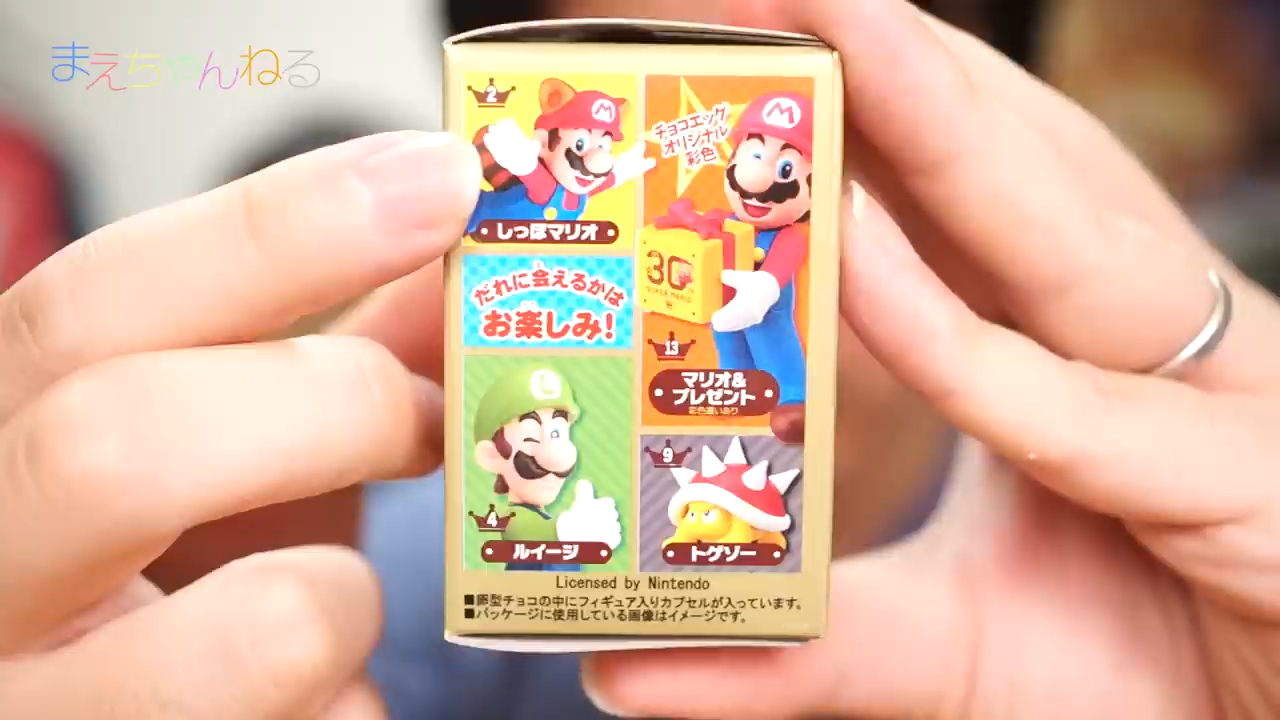 まえちゃんねる
2
M
しっぽマリオ
チョコエッグ
オリジナル
彩色
M
30
SUPER MARIO
13
マリオ&
プレゼント
彩色違いあり
だれに会えるかは
お楽しみ!
L
4
ルイージ
9
トゲゾー
Licensed by Nintendo
■卵型チョコの中にフィギュア入りカプセルが入っています。
■パッケージに使用している画像はイメージです。